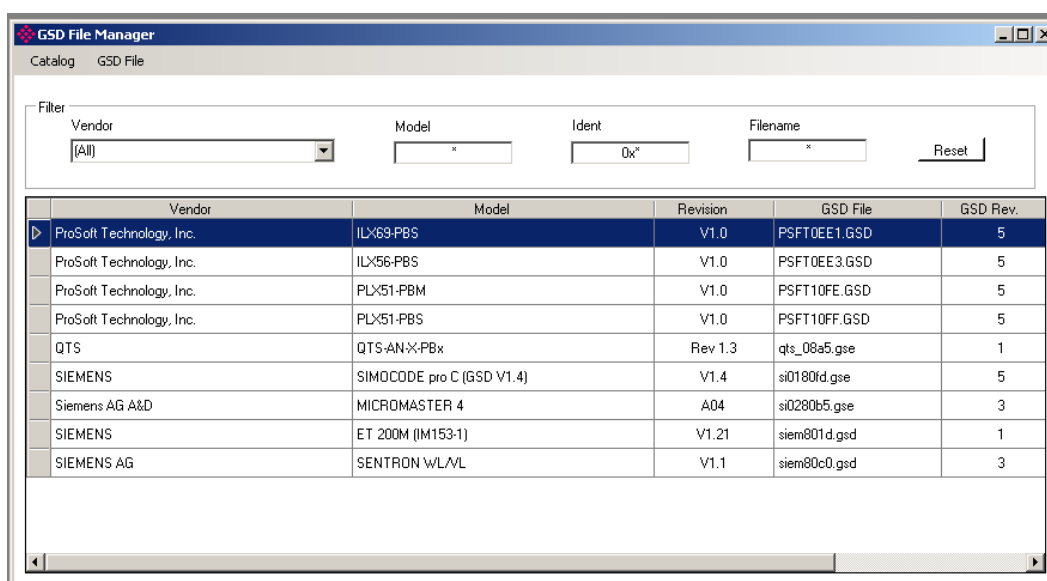 GSD File Manager
Catalog GSD File
Filter
Vendor Model Ident Filename
(All) * 0x* * Reset
Vendor Model Revision GSD File GSD Rev.
ProSoft Technology, Inc. ILX69-PBS V1.0 PSFT0EE1.GSD 5
ProSoft Technology, Inc. ILX56-PBS V1.0 PSFT0EE3.GSD 5
ProSoft Technology, Inc. PLX51-PBM V1.0 PSFT10FE.GSD 5
ProSoft Technology, Inc. PLX51-PBS V1.0 PSFT10FF.GSD 5
QTS QTS-AN-X-PBx Rev 1.3 qts_08a5.gse 1
SIEMENS SIMOCODE pro C (GSD V1.4) V1.4 si0180fd.gse 5
Siemens AG A&D MICROMASTER 4 A04 si0280b5.gse 3
SIEMENS ET 200M (IM153-1) V1.21 siem801d.gsd 1
SIEMENS AG SENTRON WL/VL V1.1 siem80c0.gsd 3